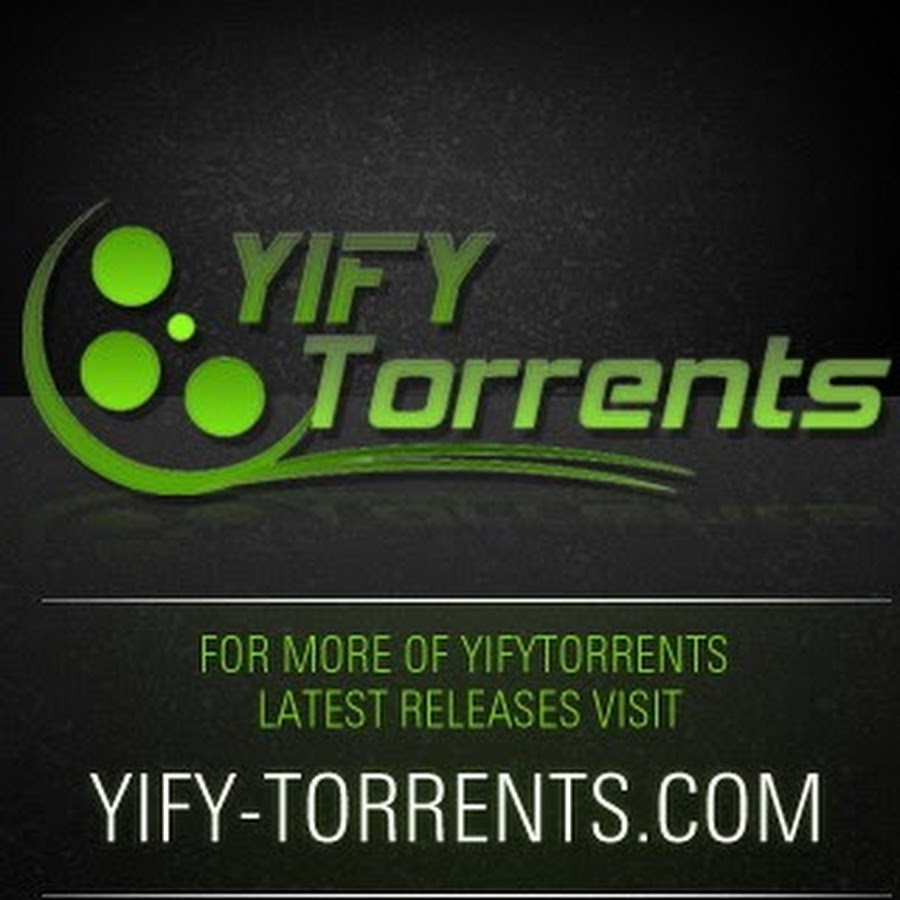 YIFY
Torrents
FOR MORE OF YIFYTORRENTS
LATEST RELEASES VISIT
YIFY-TORRENTS.COM